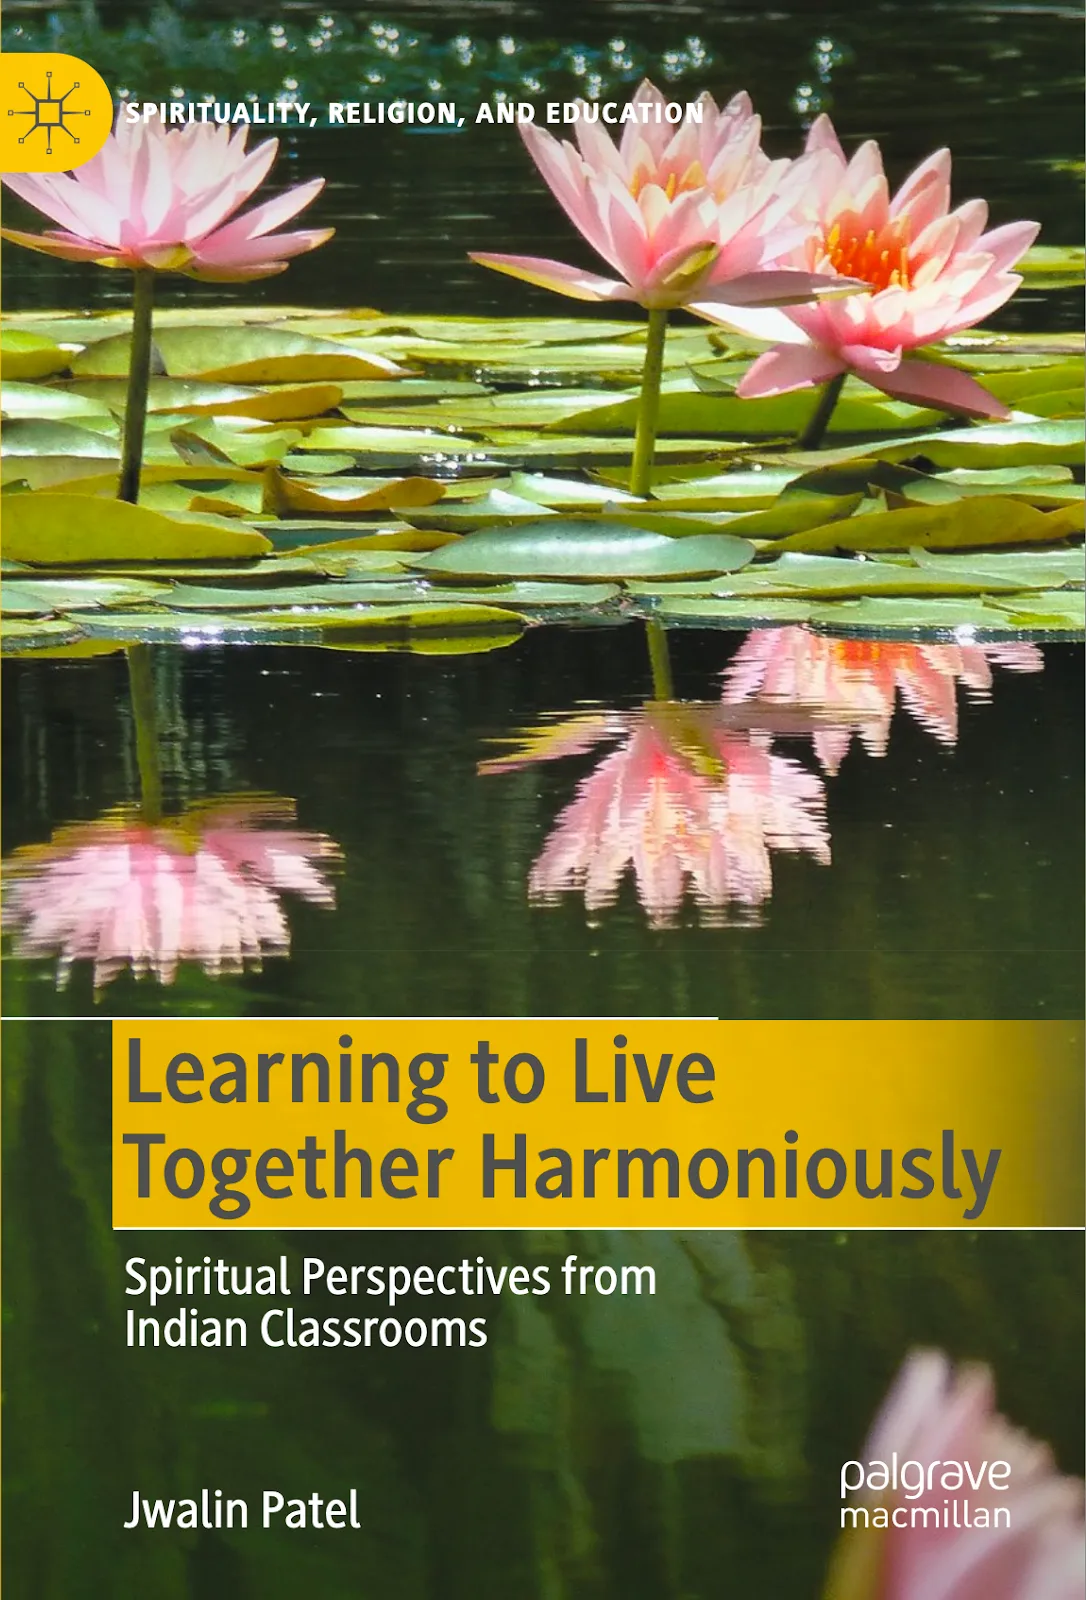 SPIRITUALITY, RELIGION, AND EDUCATION
Learning to Live
Together Harmoniously
Spiritual Perspectives from
Indian Classrooms
Jwalin Patel
palgrave
macmillan